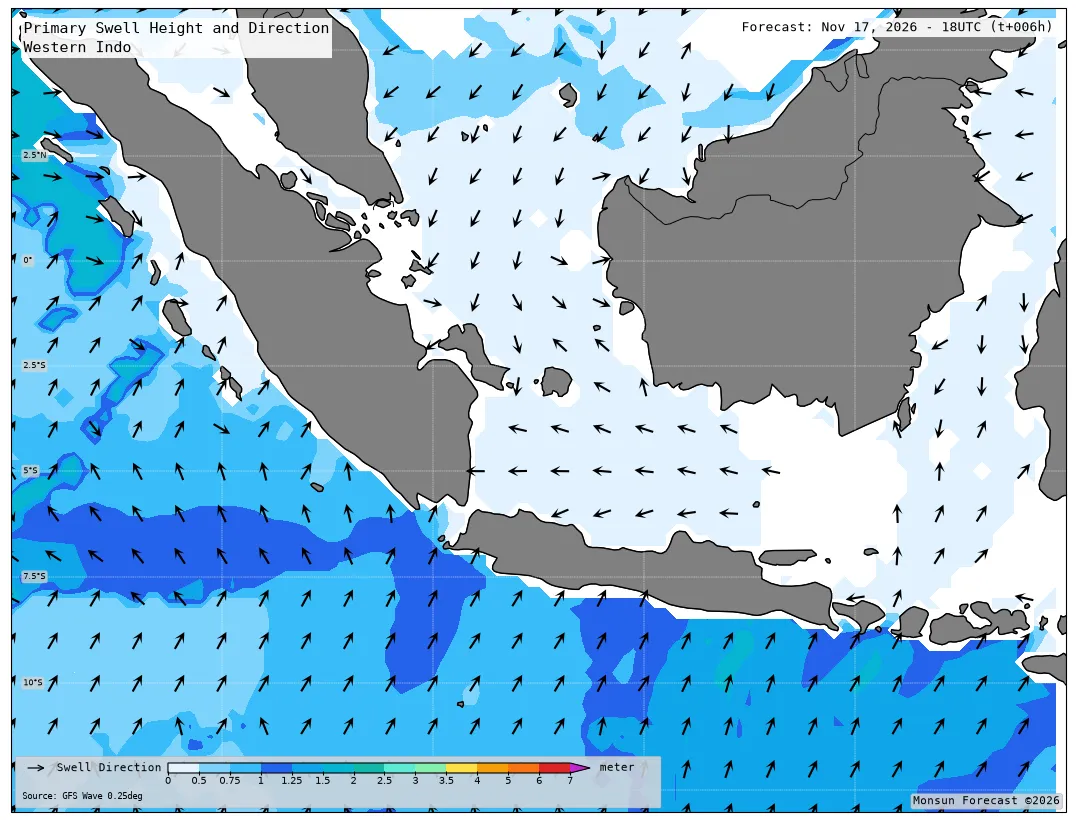 Primary Swell Height and Direction
Western Indo
Forecast: Nov 17, 2026 - 18UTC (t+006h)
2.5°N
0°
2.5°S
5°S
7.5°S
10°S
Swell Direction
0 0.5 0.75 1 1.25 1.5 2 2.5 3 3.5 4 5 6 7
meter
Source: GFS Wave 0.25deg
Monsun Forecast ©2026